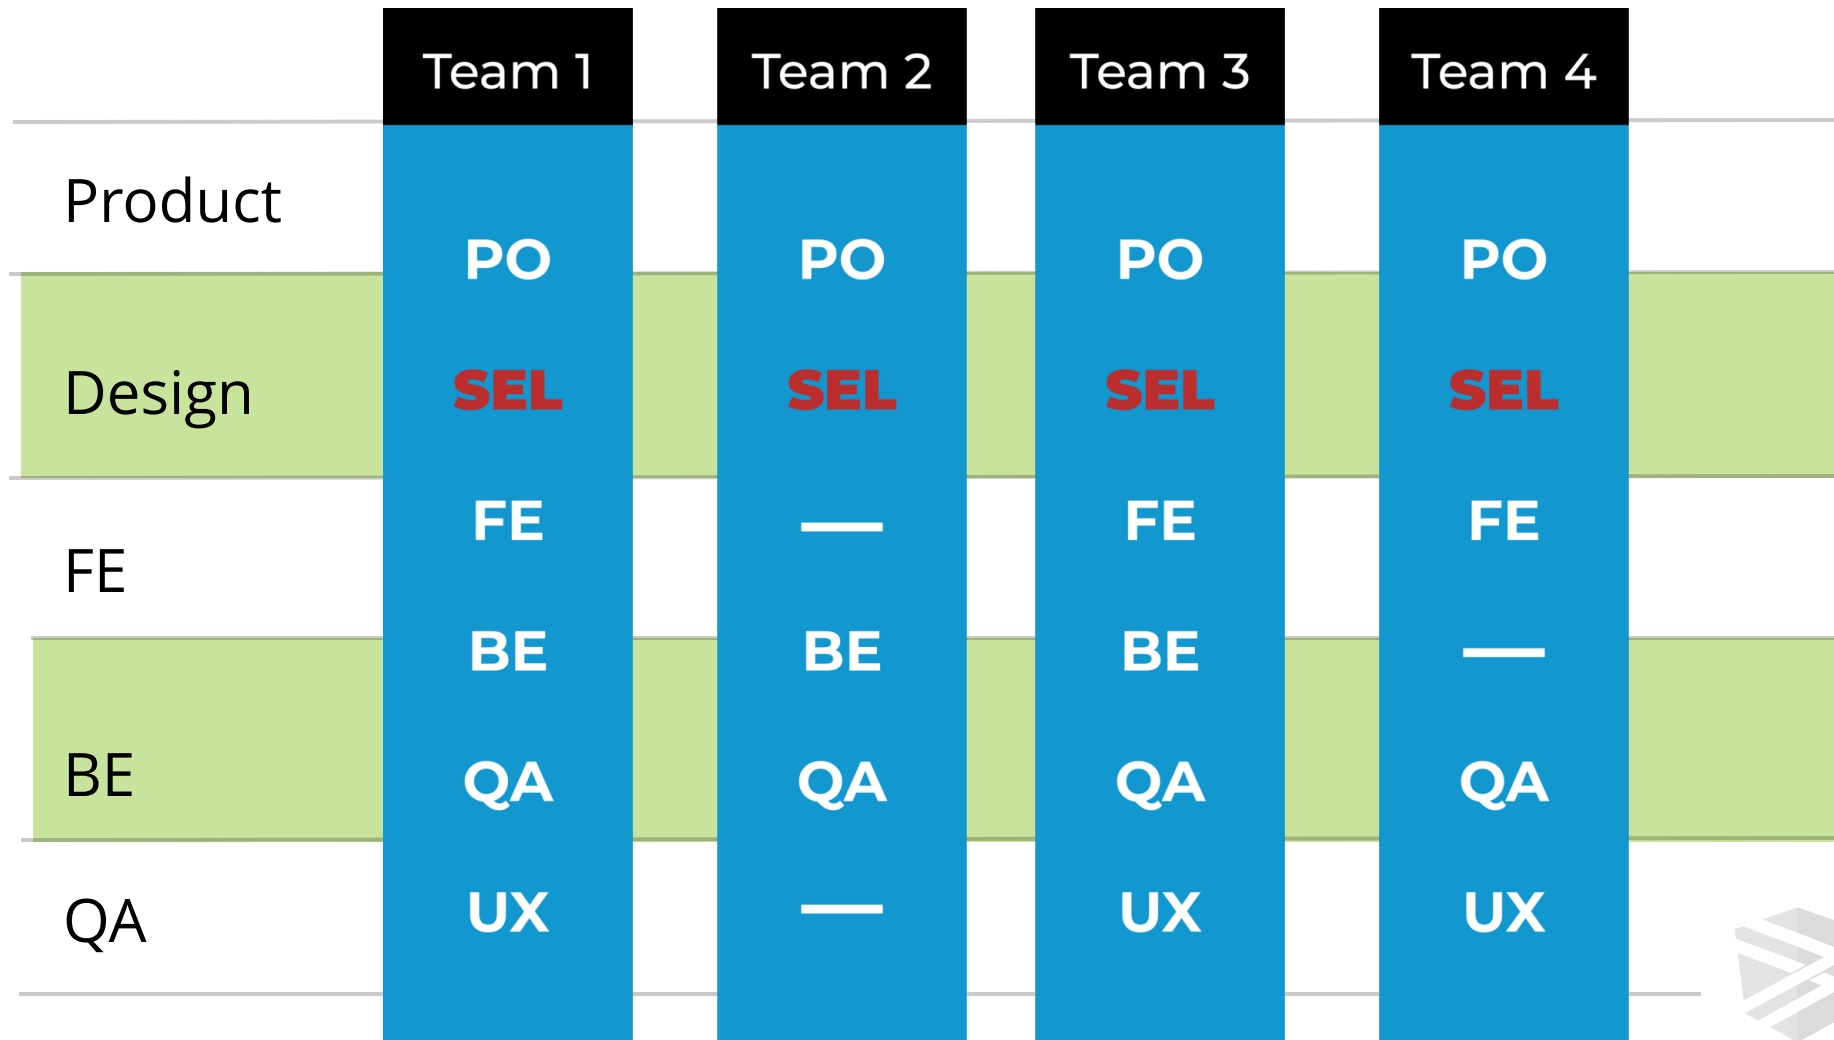 Team 1 Team 2 Team 3 Team 4
Product
PO PO PO PO
Design SEL SEL SEL SEL
FE — FE FE
FE
BE BE BE —
BE QA QA QA QA
QA UX — UX UX